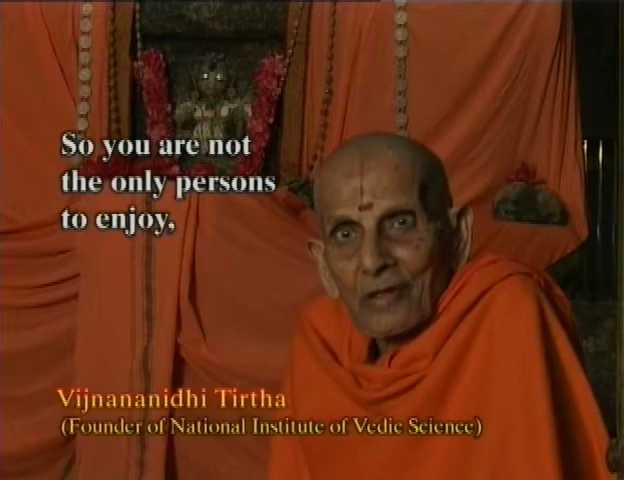 So you are not
the only persons
to enjoy,
Vijnananidhi Tirtha
(Founder of National Institute of Vedic Science)